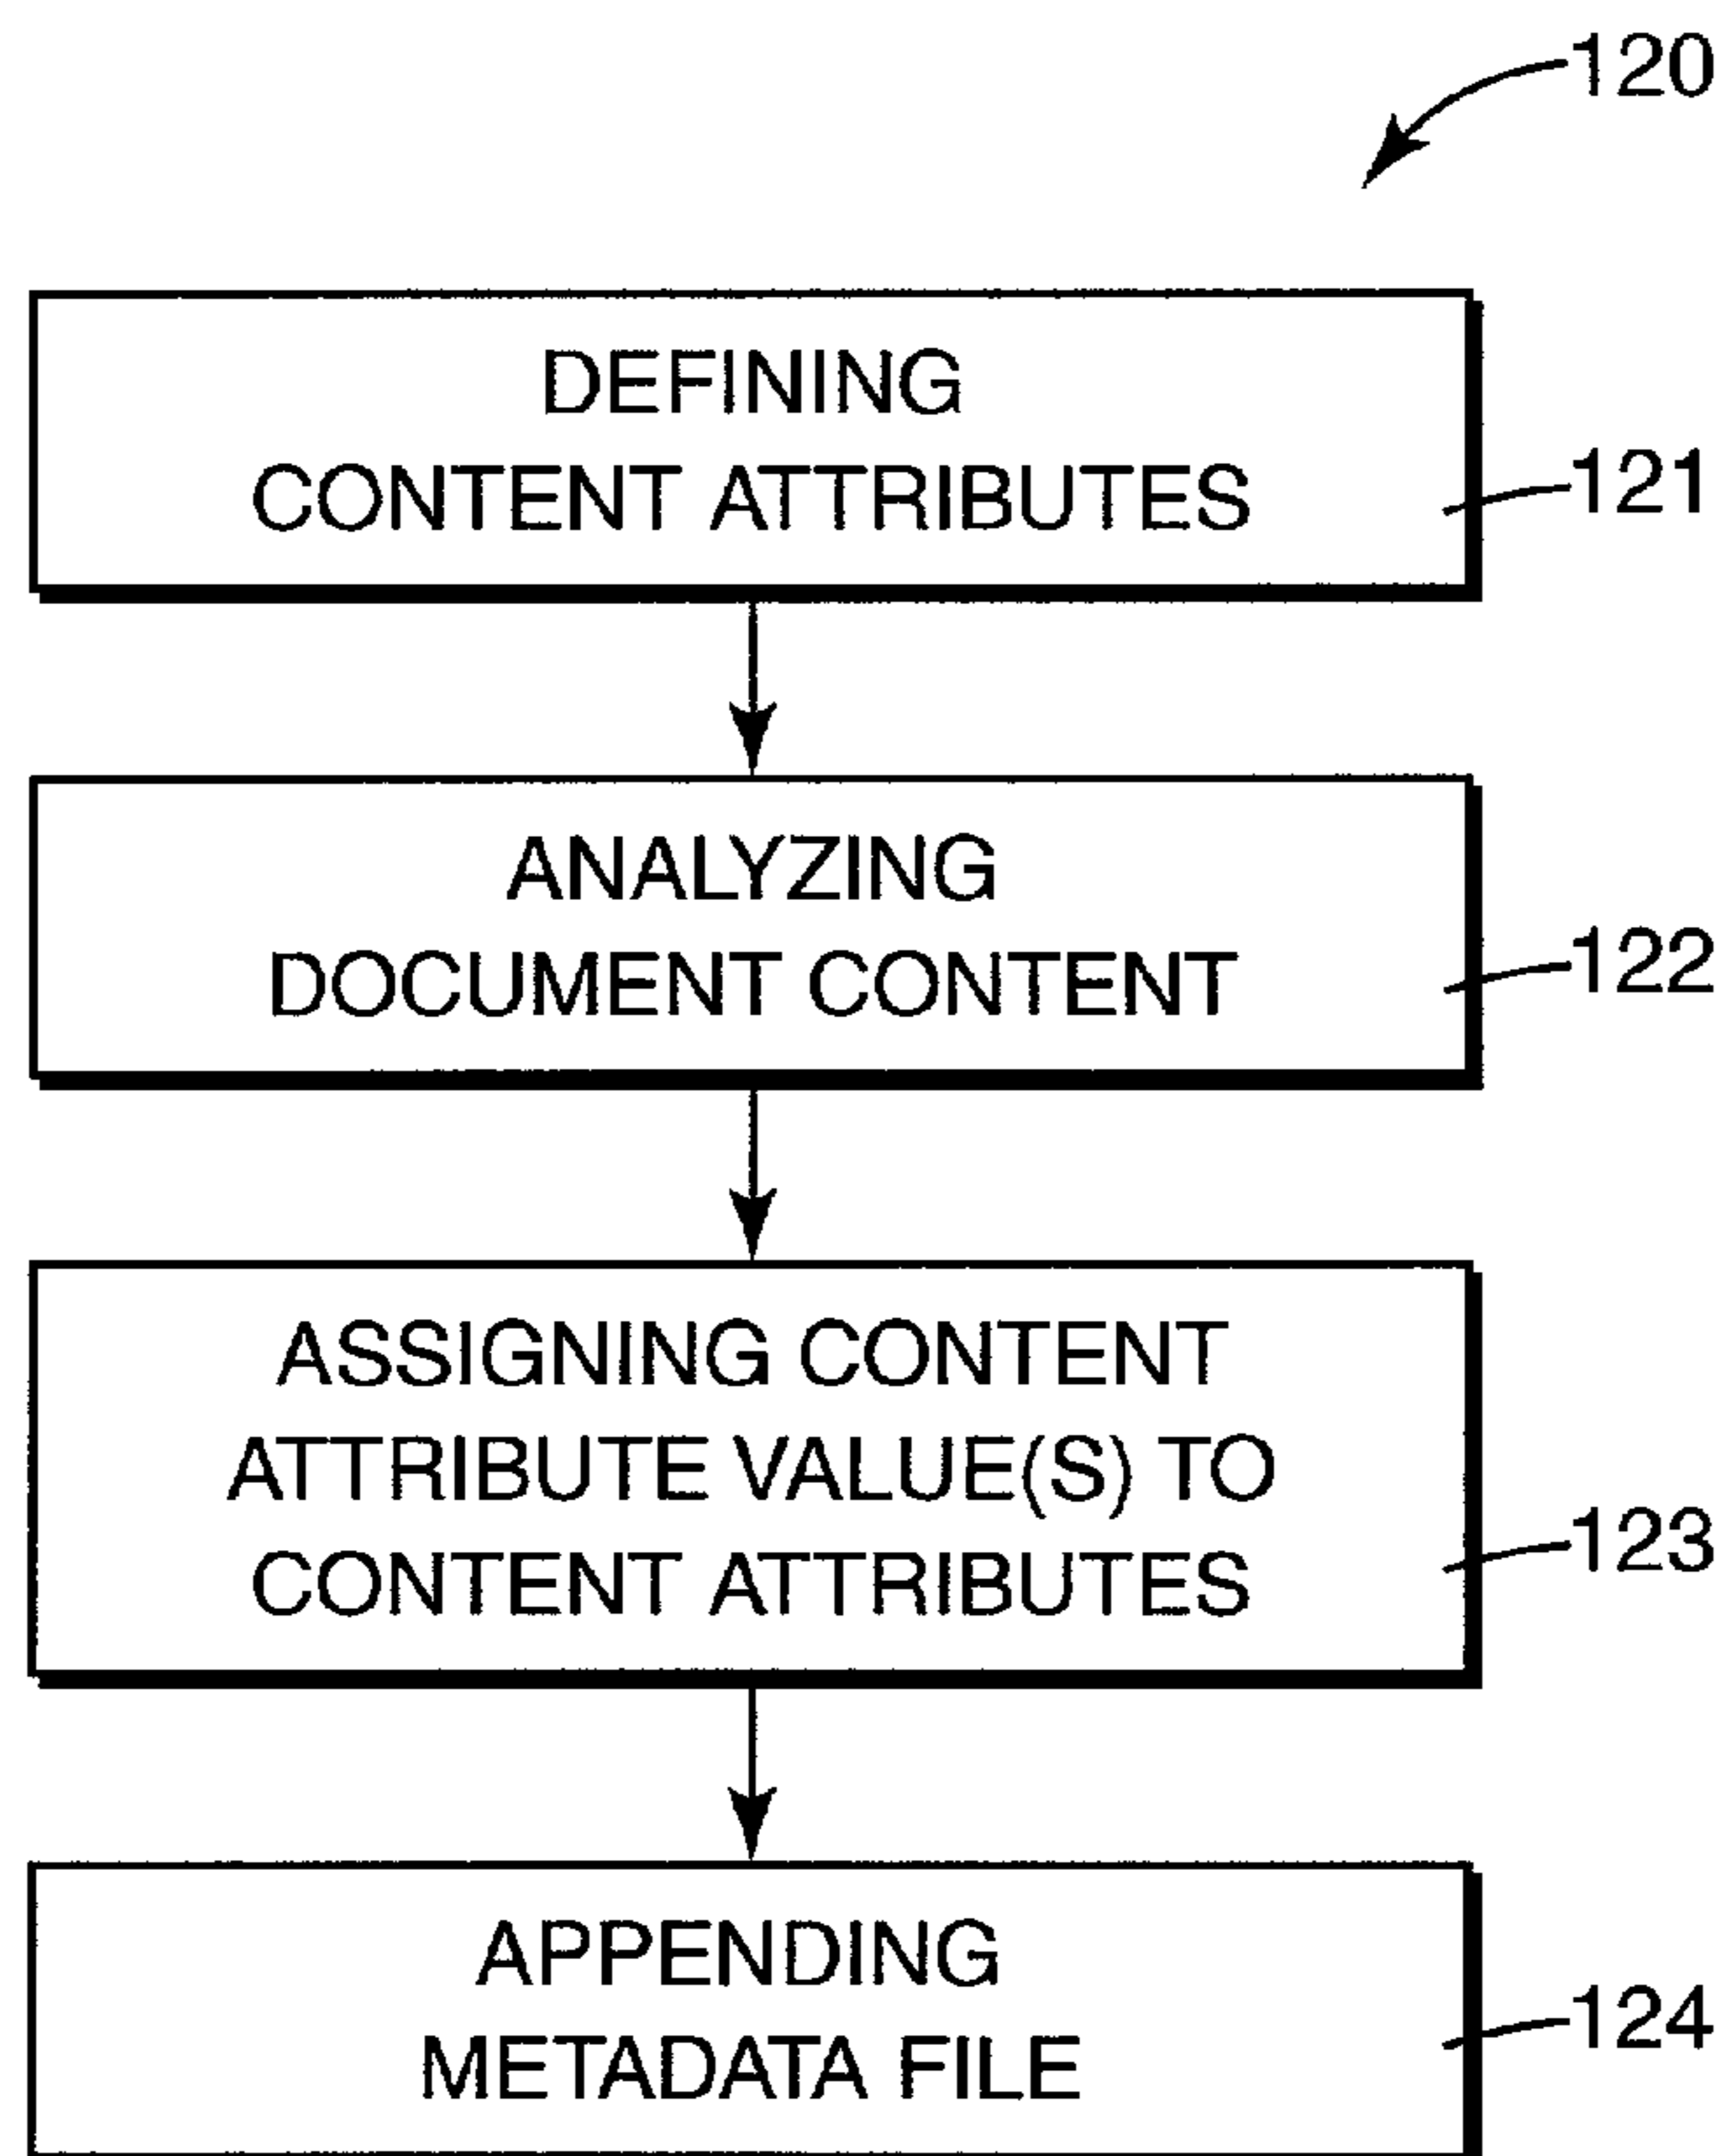 120
DEFINING
CONTENT ATTRIBUTES
121
ANALYZING
DOCUMENT CONTENT
122
ASSIGNING CONTENT
ATTRIBUTE VALUE(S) TO
CONTENT ATTRIBUTES
123
APPENDING
METADATA FILE
124